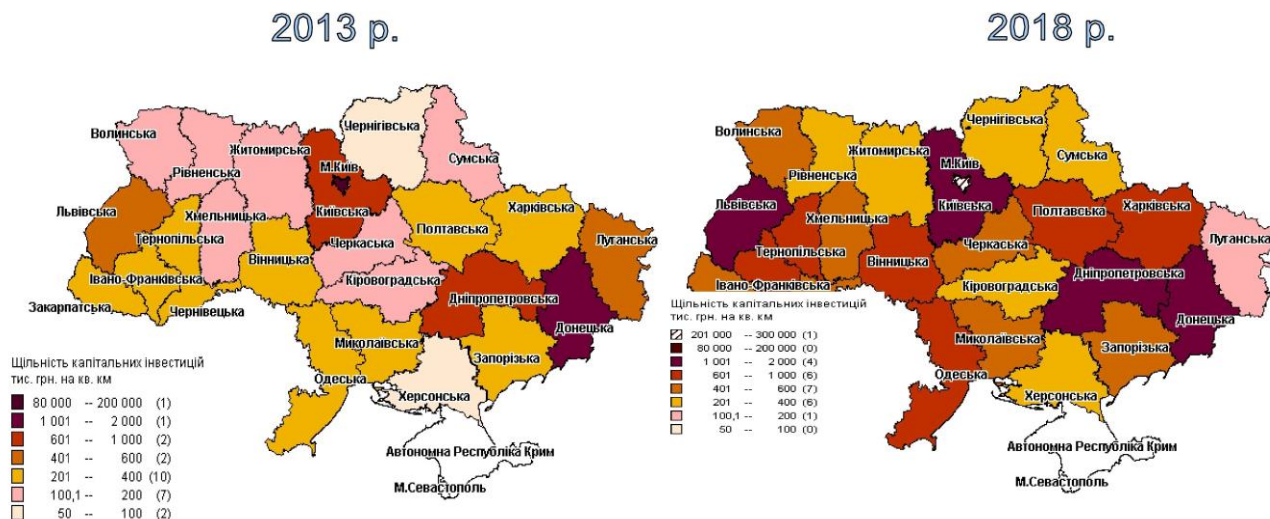 2013 р.
Чернігівська
Волинська
Житомирська
Сумська
М.Київ
Рівненська
Львівська
Хмельницька
Київська
Харківська
Тернопільська
Черкаська
Полтавська
Луганська
Вінницька
Івано-Франківська
Кіровоградська
Закарпатська
Чернівецька
Дніпропетровська
Донецька
Миколаївська
Запорізька
Одеська
Херсонська
Автономна Республіка Крим
М.Севастополь
Щільність капітальних інвестицій
тис. грн. на кв. км
80 000 -- 200 000 (1)
1 001 -- 2 000 (1)
601 -- 1 000 (2)
401 -- 600 (2)
201 -- 400 (10)
100,1 -- 200 (7)
50 -- 100 (2)
2018 р.
Чернігівська
Волинська
Житомирська
Сумська
М.Київ
Рівненська
Львівська
Київська
Полтавська
Харківська
Хмельницька
Луганська
Тернопільська
Черкаська
Вінницька
Дніпропетровська
Івано-Франківська
Кіровоградська
Донецька
Миколаївська
Запорізька
Одеська
Херсонська
Автономна Республіка Крим
М.Севастополь
Щільність капітальних інвестицій
тис. грн. на кв. км
201 000 -- 300 000 (1)
80 000 -- 200 000 (0)
1 001 -- 2 000 (4)
601 -- 1 000 (6)
401 -- 600 (7)
201 -- 400 (6)
100,1 -- 200 (1)
50 -- 100 (0)